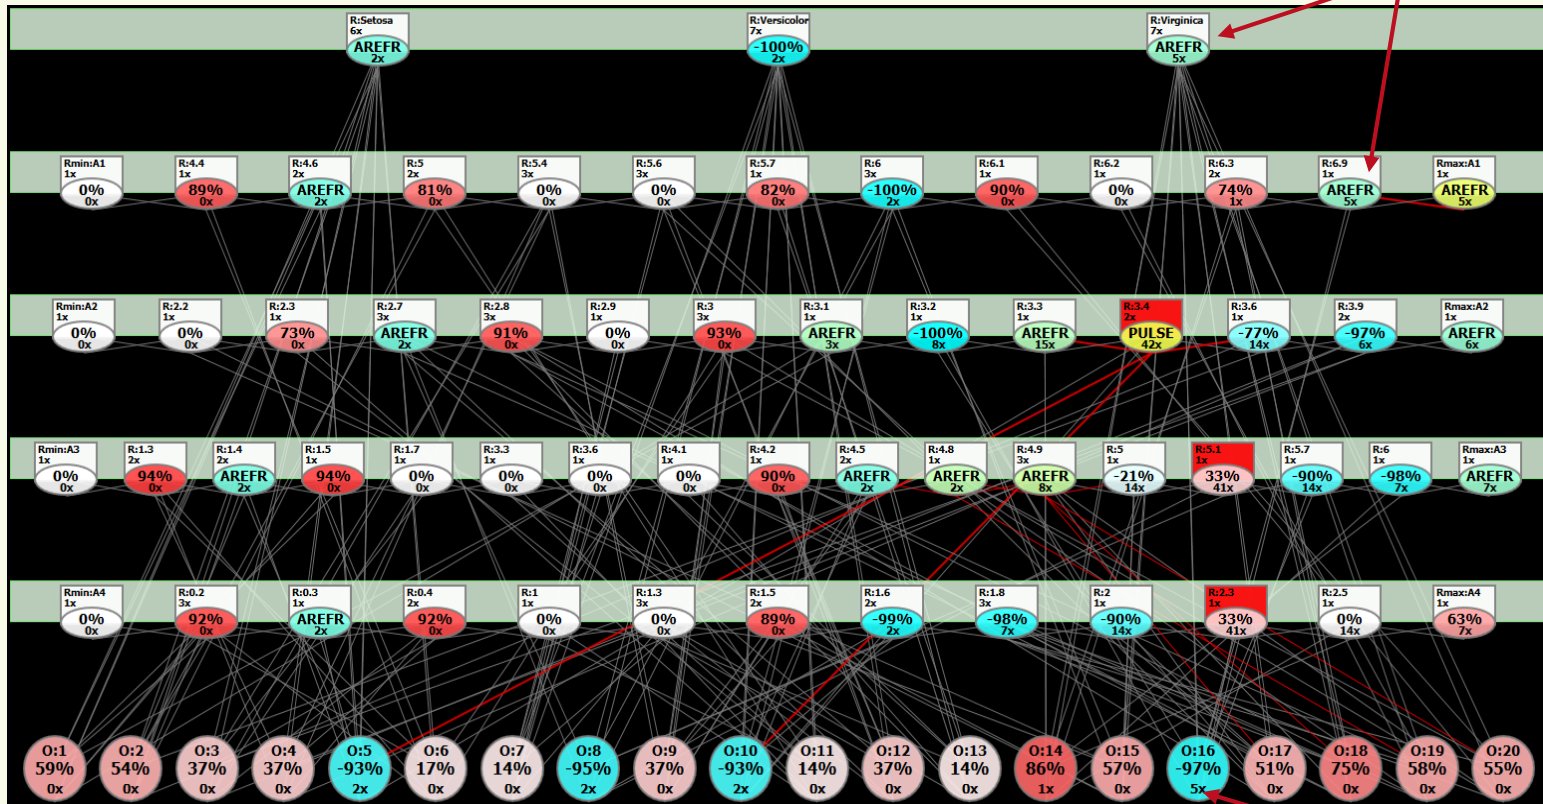 R:Setosa
6x
AREFR
2x
R:Versicolor
7x
-100%
2x
R:Virginica
7x
AREFR
5x
Rmin:A1
1x
0%
0x
R:4.4
1x
89%
0x
R:4.6
2x
AREFR
2x
R:5
2x
81%
0x
R:5.4
3x
0%
0x
R:5.6
3x
0%
0x
R:5.7
1x
82%
0x
R:6
3x
-100%
2x
R:6.1
1x
90%
0x
R:6.2
1x
0%
0x
R:6.3
2x
74%
1x
R:6.9
1x
AREFR
5x
Rmax:A1
1x
AREFR
5x
Rmin:A2
1x
0%
0x
R:2.2
1x
0%
0x
R:2.3
1x
73%
0x
R:2.7
3x
AREFR
2x
R:2.8
3x
91%
0x
R:2.9
1x
0%
0x
R:3
3x
93%
0x
R:3.1
1x
AREFR
3x
R:3.2
1x
-100%
8x
R:3.3
1x
AREFR
15x
R:3.4
2x
PULSE
42x
R:3.6
1x
-77%
14x
R:3.9
2x
-97%
6x
Rmax:A2
1x
AREFR
6x
Rmin:A3
1x
0%
0x
R:1.3
2x
94%
0x
R:1.4
2x
AREFR
2x
R:1.5
1x
94%
0x
R:1.7
1x
0%
0x
R:3.3
1x
0%
0x
R:3.6
1x
0%
0x
R:4.1
1x
0%
0x
R:4.2
1x
90%
0x
R:4.5
2x
AREFR
2x
R:4.8
1x
AREFR
2x
R:4.9
3x
AREFR
8x
R:5
1x
-21%
14x
R:5.1
1x
33%
41x
R:5.7
1x
-90%
14x
R:6
1x
-98%
7x
Rmax:A3
1x
AREFR
7x
Rmin:A4
1x
0%
0x
R:0.2
3x
92%
0x
R:0.3
1x
AREFR
2x
R:0.4
2x
92%
0x
R:1
1x
0%
0x
R:1.3
3x
0%
0x
R:1.5
2x
89%
0x
R:1.6
2x
-99%
2x
R:1.8
3x
-98%
7x
R:2
1x
-90%
14x
R:2.3
1x
33%
41x
R:2.5
1x
0%
14x
Rmax:A4
1x
63%
7x
O:1
59%
0x
O:2
54%
0x
O:3
37%
0x
O:4
37%
0x
O:5
-93%
2x
O:6
17%
0x
O:7
14%
0x
O:8
-95%
2x
O:9
37%
0x
O:10
-93%
2x
O:11
14%
0x
O:12
37%
0x
O:13
14%
0x
O:14
86%
1x
O:15
57%
0x
O:16
-97%
5x
O:17
51%
0x
O:18
75%
0x
O:19
58%
0x
O:20
55%
0x